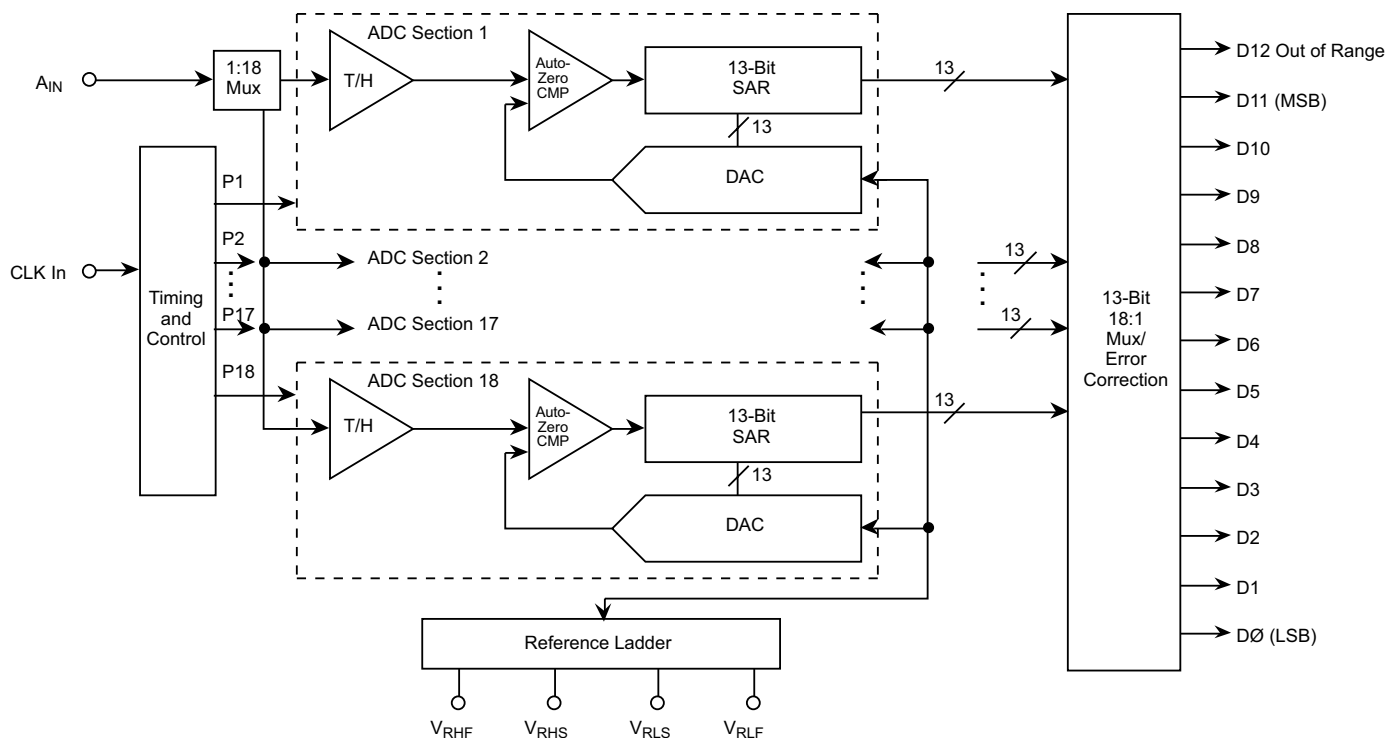 ADC Section 1
A_IN
1:18
Mux
T/H
Auto-
Zero
CMP
13-Bit
SAR
13
13
DAC
CLK In
Timing
and
Control
P1
P2
P17
P18
ADC Section 2
ADC Section 17
13
13
ADC Section 18
T/H
Auto-
Zero
CMP
13-Bit
SAR
13
13
DAC
Reference Ladder
V_RHF
V_RHS
V_RLS
V_RLF
13-Bit
18:1
Mux/
Error
Correction
D12 Out of Range
D11 (MSB)
D10
D9
D8
D7
D6
D5
D4
D3
D2
D1
DØ (LSB)